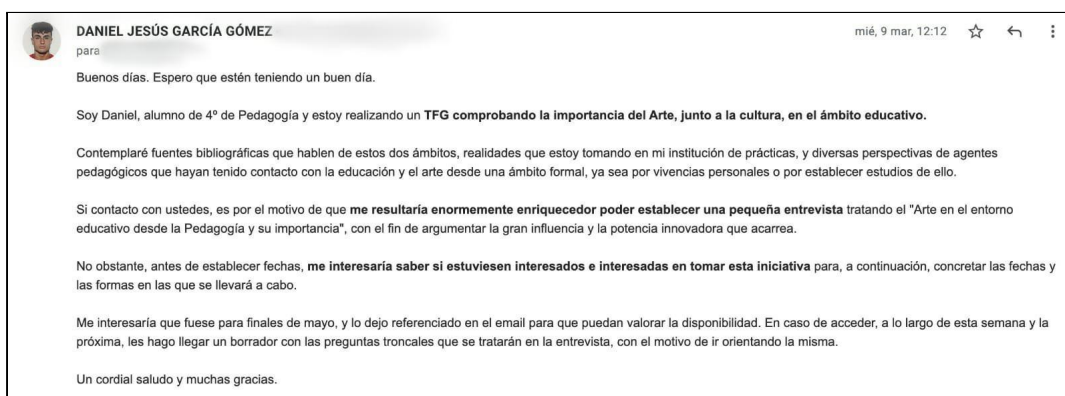 DANIEL JESÚS GARCÍA GÓMEZ
mié, 9 mar, 12:12
para
Buenos días. Espero que estén teniendo un buen día.
Soy Daniel, alumno de 4º de Pedagogía y estoy realizando un TFG comprobando la importancia del Arte, junto a la cultura, en el ámbito educativo.
Contemplaré fuentes bibliográficas que hablen de estos dos ámbitos, realidades que estoy tomando en mi institución de prácticas, y diversas perspectivas de agentes
pedagógicos que hayan tenido contacto con la educación y el arte desde una ámbito formal, ya sea por vivencias personales o por establecer estudios de ello.
Si contacto con ustedes, es por el motivo de que me resultaría enormemente enriquecedor poder establecer una pequeña entrevista tratando el "Arte en el entorno
educativo desde la Pedagogía y su importancia", con el fin de argumentar la gran influencia y la potencia innovadora que acarrea.
No obstante, antes de establecer fechas, me interesaría saber si estuviesen interesados e interesadas en tomar esta iniciativa para, a continuación, concretar las fechas y
las formas en las que se llevará a cabo.
Me interesaría que fuese para finales de mayo, y lo dejo referenciado en el email para que puedan valorar la disponibilidad. En caso de acceder, a lo largo de esta semana y la
próxima, les hago llegar un borrador con las preguntas troncales que se tratarán en la entrevista, con el motivo de ir orientando la misma.
Un cordial saludo y muchas gracias.